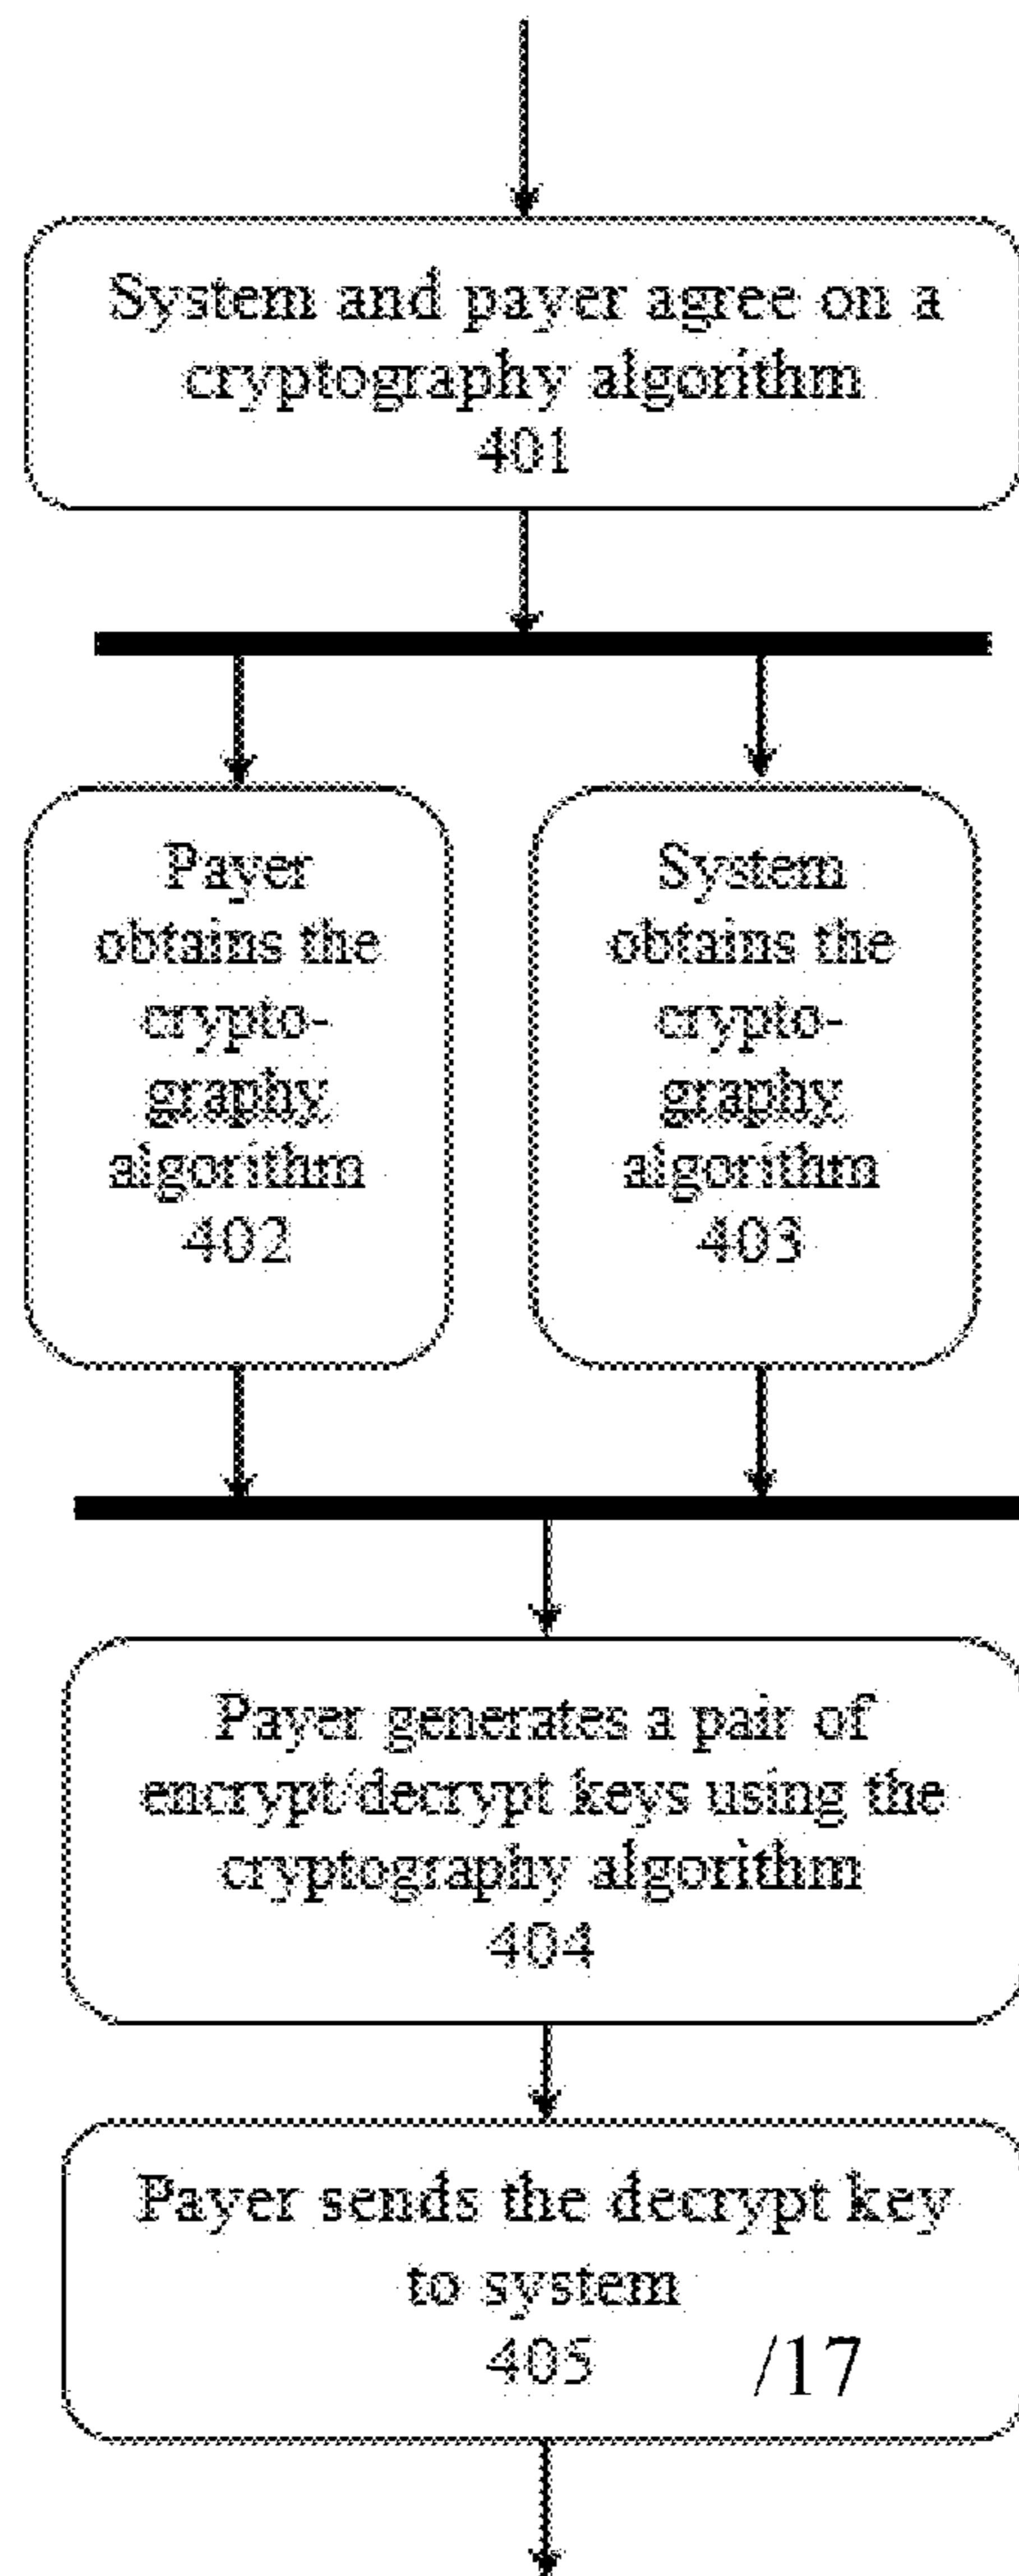 System and payer agree on a
cryptography algorithm
401
Payer
obtains the
crypto-
graphy
algorithm
402
System
obtains the
crypto-
graphy
algorithm
403
Payer generates a pair of
encrypt/decrypt keys using the
cryptography algorithm
404
Payer sends the decrypt key
to system
405 /17